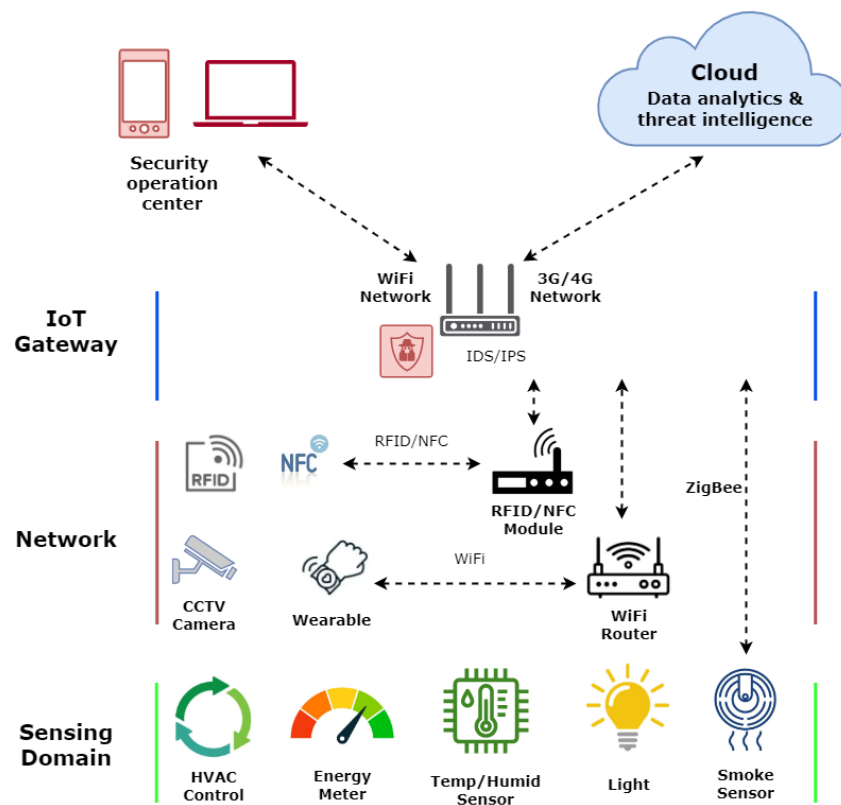 Cloud
Data analytics &
threat intelligence
Security
operation
center
WiFi
Network
3G/4G
Network
IoT
Gateway
IDS/IPS
RFID/NFC
RFID
NFC
ZigBee
RFID/NFC
Module
Network
WiFi
CCTV
Camera
Wearable
WiFi
Router
Sensing
Domain
HVAC
Control
Energy
Meter
Temp/Humid
Sensor
Light
Smoke
Sensor